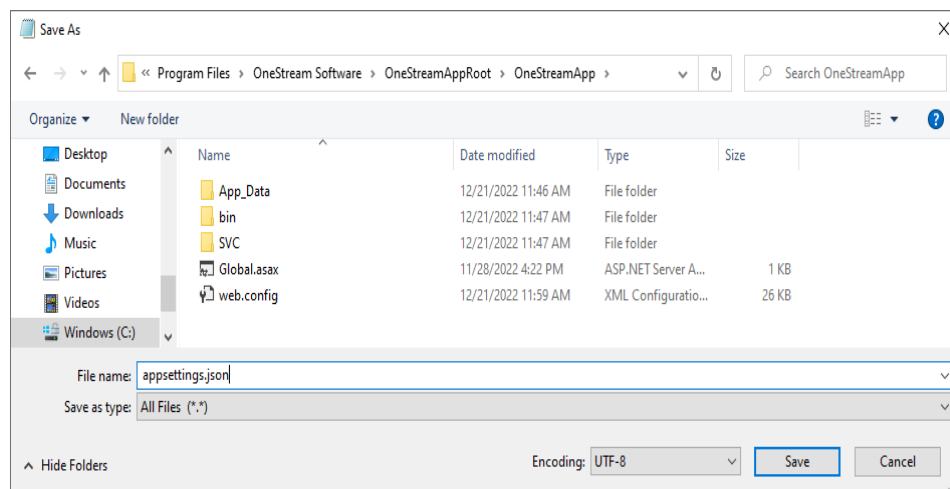 Save As
« Program Files > OneStream Software > OneStreamAppRoot > OneStreamApp >
Search OneStreamApp
Organize New folder
Name Date modified Type Size
Desktop
Documents
Downloads
Music
Pictures
Videos
Windows (C:)
App_Data 12/21/2022 11:46 AM File folder
bin 12/21/2022 11:47 AM File folder
SVC 12/21/2022 11:47 AM File folder
Global.asax 11/28/2022 4:22 PM ASP.NET Server A... 1 KB
web.config 12/21/2022 11:59 AM XML Configuratio... 26 KB
File name: appsettings.json
Save as type: All Files (*.*)
Hide Folders Encoding: UTF-8 Save Cancel